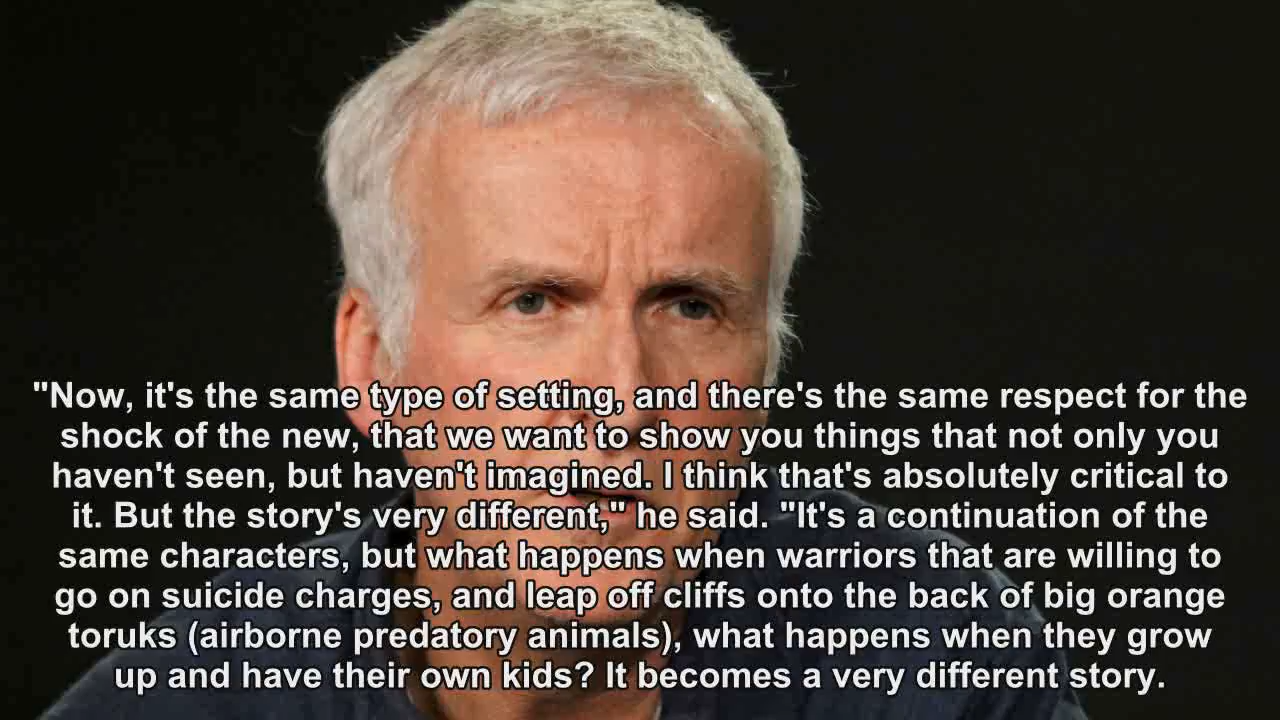 "Now, it's the same type of setting, and there's the same respect for the
shock of the new, that we want to show you things that not only you
haven't seen, but haven't imagined. I think that's absolutely critical to
it. But the story's very different," he said. "It's a continuation of the
same characters, but what happens when warriors that are willing to
go on suicide charges, and leap off cliffs onto the back of big orange
toruks (airborne predatory animals), what happens when they grow
up and have their own kids? It becomes a very different story.